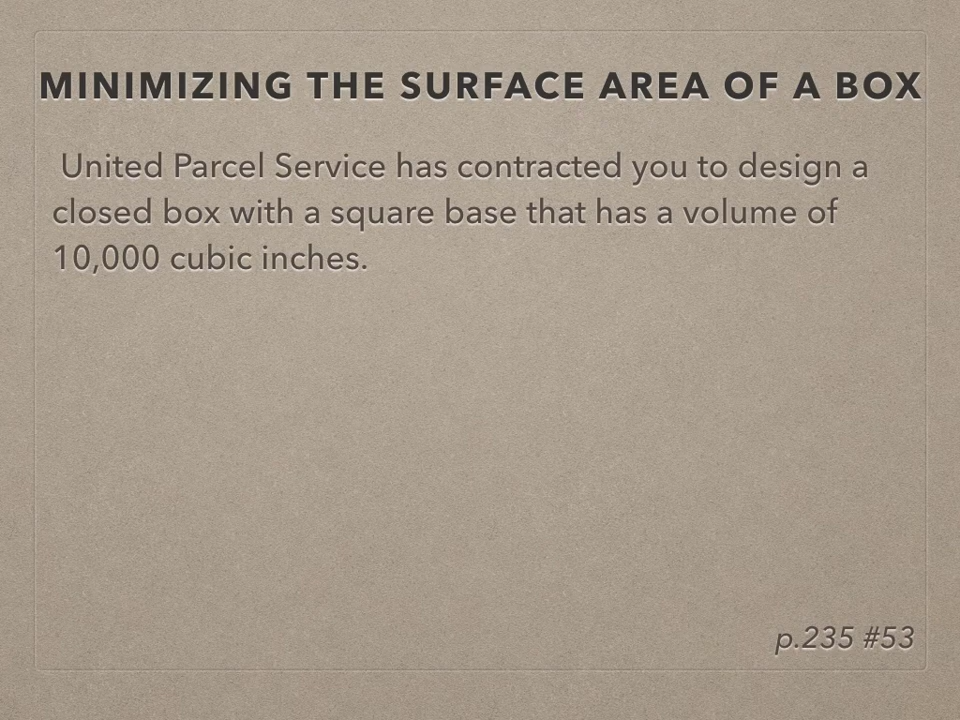 MINIMIZING THE SURFACE AREA OF A BOX
United Parcel Service has contracted you to design a
closed box with a square base that has a volume of
10,000 cubic inches.
p.235 #53